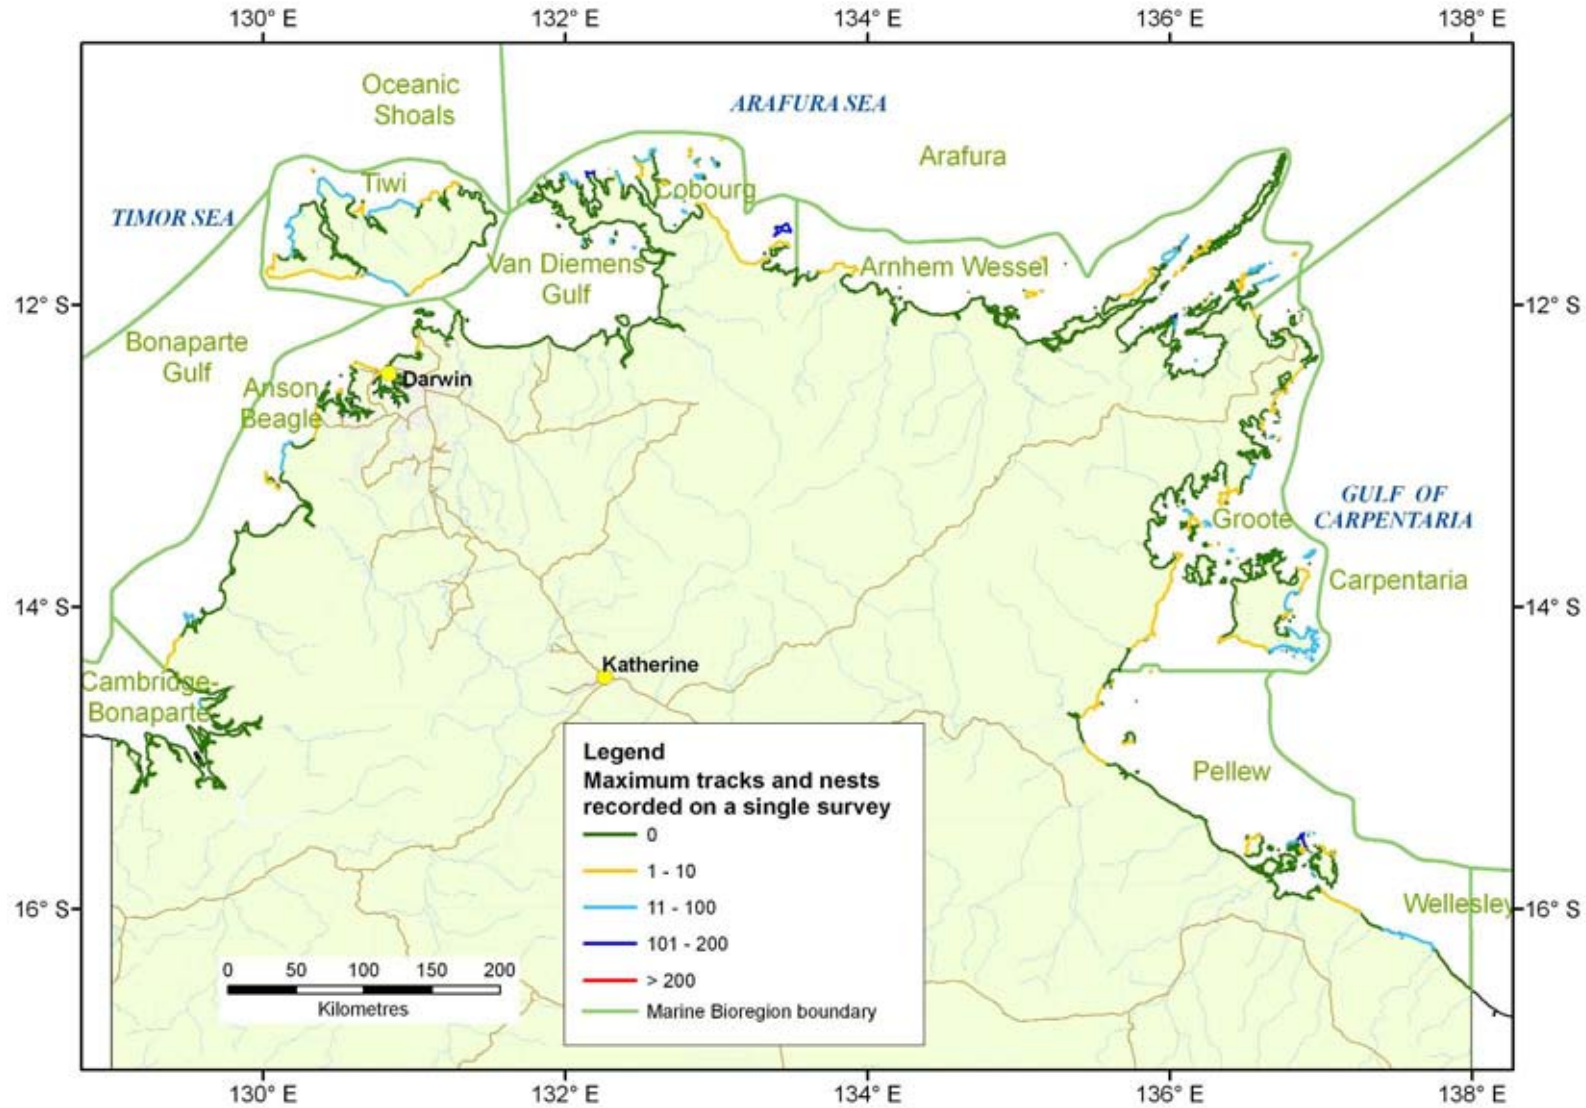 130° E
132° E
134° E
136° E
138° E
Oceanic
Shoals
ARAFURA SEA
Arafura
Tiwi
Cobourg
TIMOR SEA
Van Diemens
Gulf
Arnhem Wessel
12° S
12° S
Bonaparte
Gulf
Anson
Beagle
Darwin
GULF OF
CARPENTARIA
Groote
Carpentaria
14° S
14° S
Katherine
Cambridge-
Bonaparte
Pellew
Legend
Maximum tracks and nests
recorded on a single survey
0
1 - 10
11 - 100
101 - 200
> 200
Marine Bioregion boundary
16° S
Wellesley
16° S
0 50 100 150 200
Kilometres
130° E
132° E
134° E
136° E
138° E